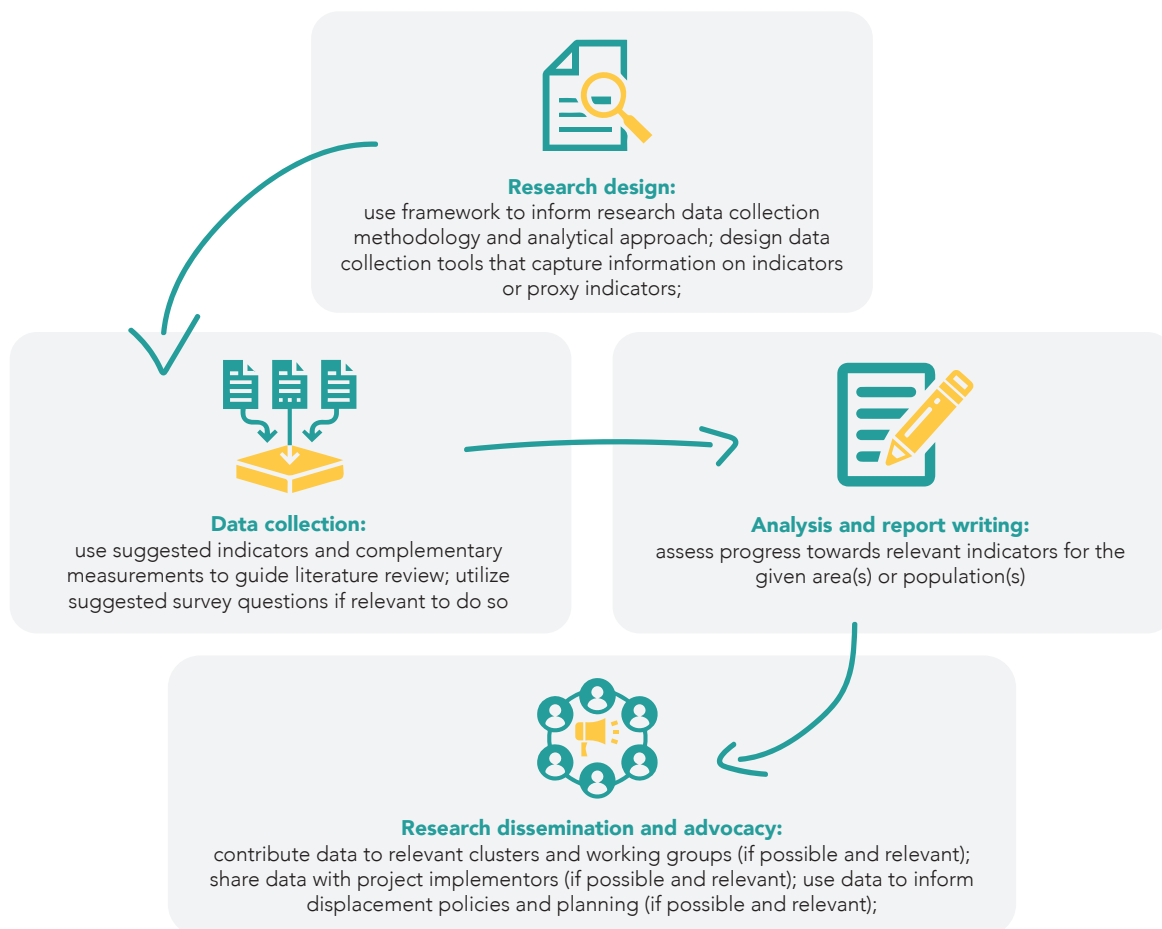 Research design:
use framework to inform research data collection
methodology and analytical approach; design data
collection tools that capture information on indicators
or proxy indicators;
Data collection:
use suggested indicators and complementary
measurements to guide literature review; utilize
suggested survey questions if relevant to do so
Analysis and report writing:
assess progress towards relevant indicators for the
given area(s) or population(s)
Research dissemination and advocacy:
contribute data to relevant clusters and working groups (if possible and relevant);
share data with project implementors (if possible and relevant); use data to inform
displacement policies and planning (if possible and relevant);